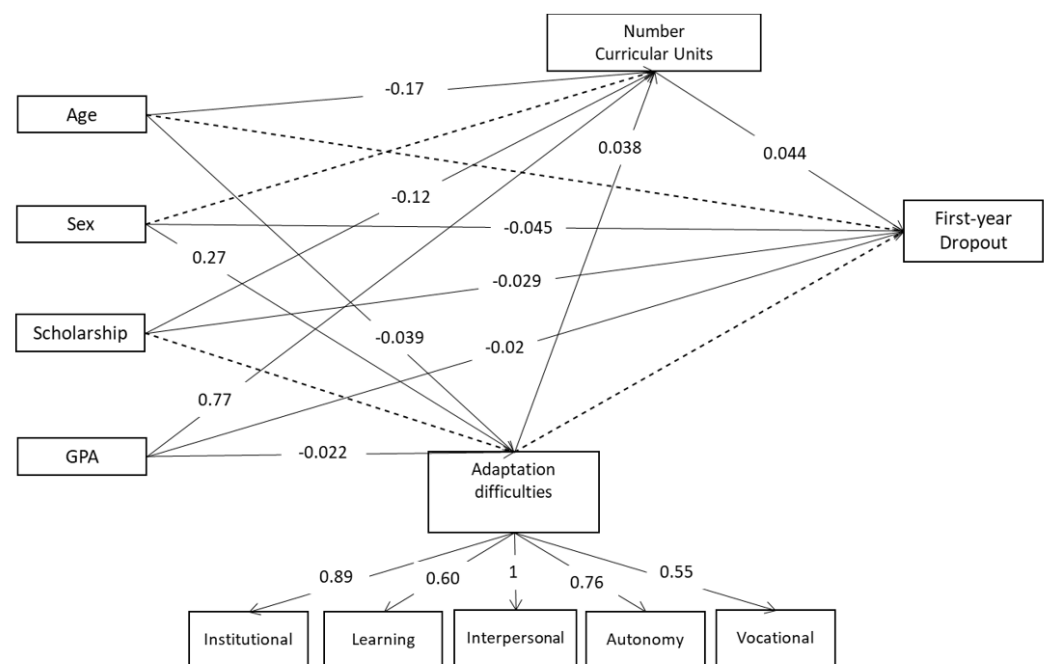 Number
Curricular Units
-0.17
Age
0.038
0.044
-0.12
Sex
-0.045
First-year
Dropout
0.27
-0.029
Scholarship
-0.039
-0.02
0.77
GPA
-0.022
Adaptation
difficulties
0.89
0.60
1
0.76
0.55
Institutional
Learning
Interpersonal
Autonomy
Vocational